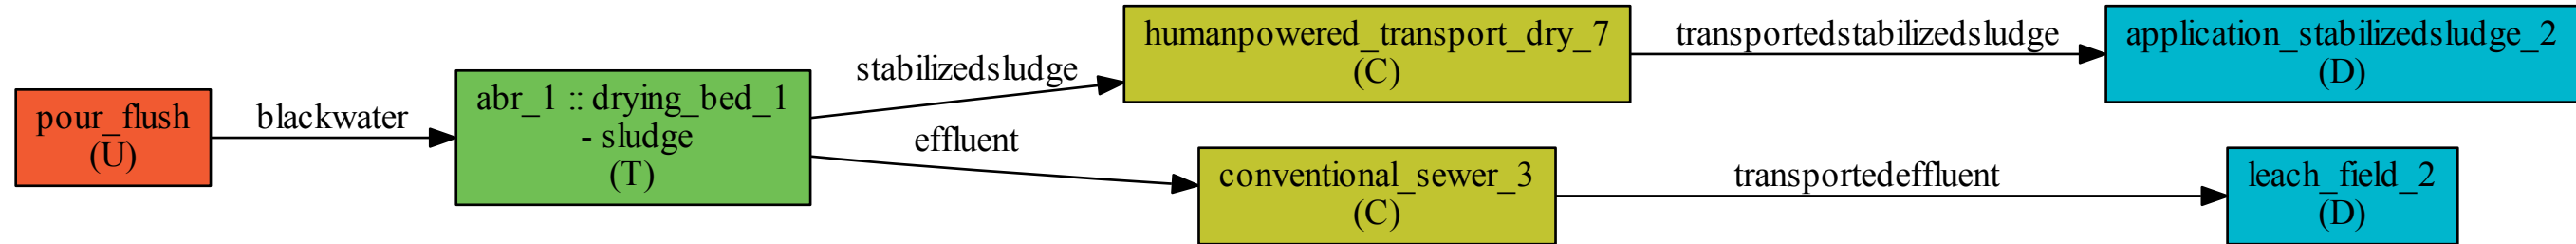 pour_flush
(U)
blackwater
abr_1 :: drying_bed_1
- sludge
(T)
stabilizedsludge
effluent
humanpowered_transport_dry_7
(C)
transportedstabilizedsludge
application_stabilizedsludge_2
(D)
conventional_sewer_3
(C)
transportedeffluent
leach_field_2
(D)